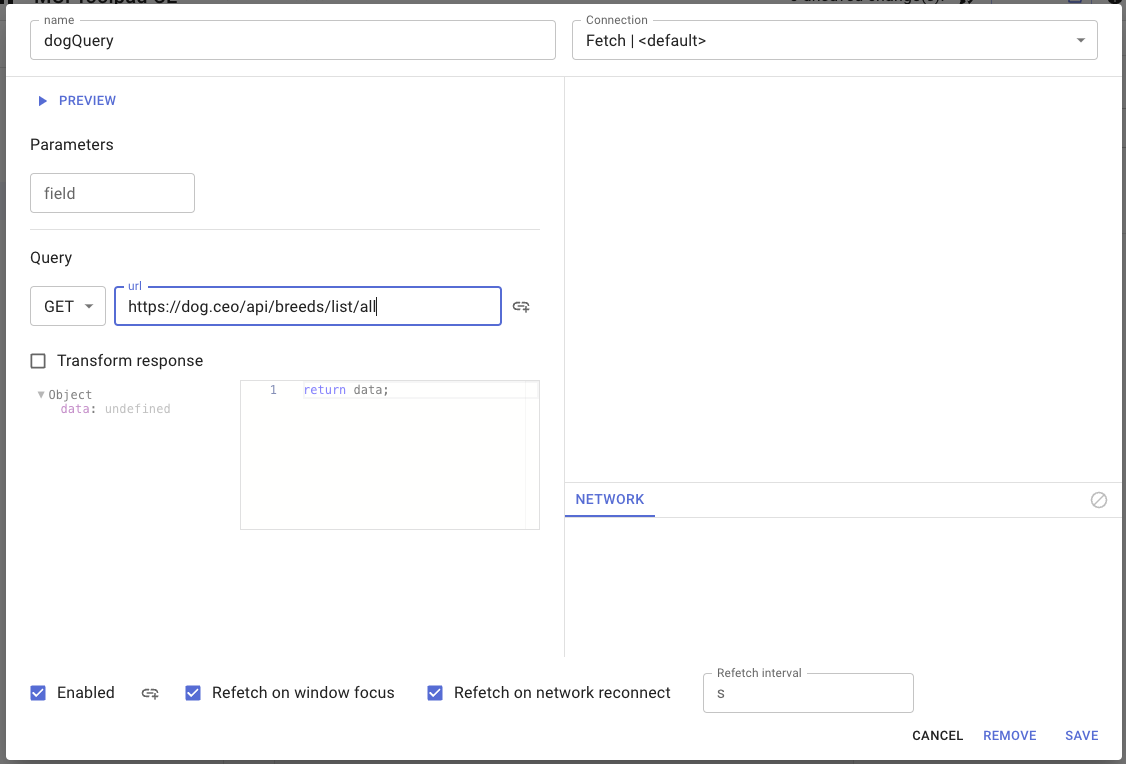 name
dogQuery
Connection
Fetch | <default>
PREVIEW
Parameters
field
Query
GET
url
https://dog.ceo/api/breeds/list/all
Transform response
Object
data: undefined
1 return data;
NETWORK
Enabled
Refetch on window focus
Refetch on network reconnect
Refetch interval
s
CANCEL
REMOVE
SAVE